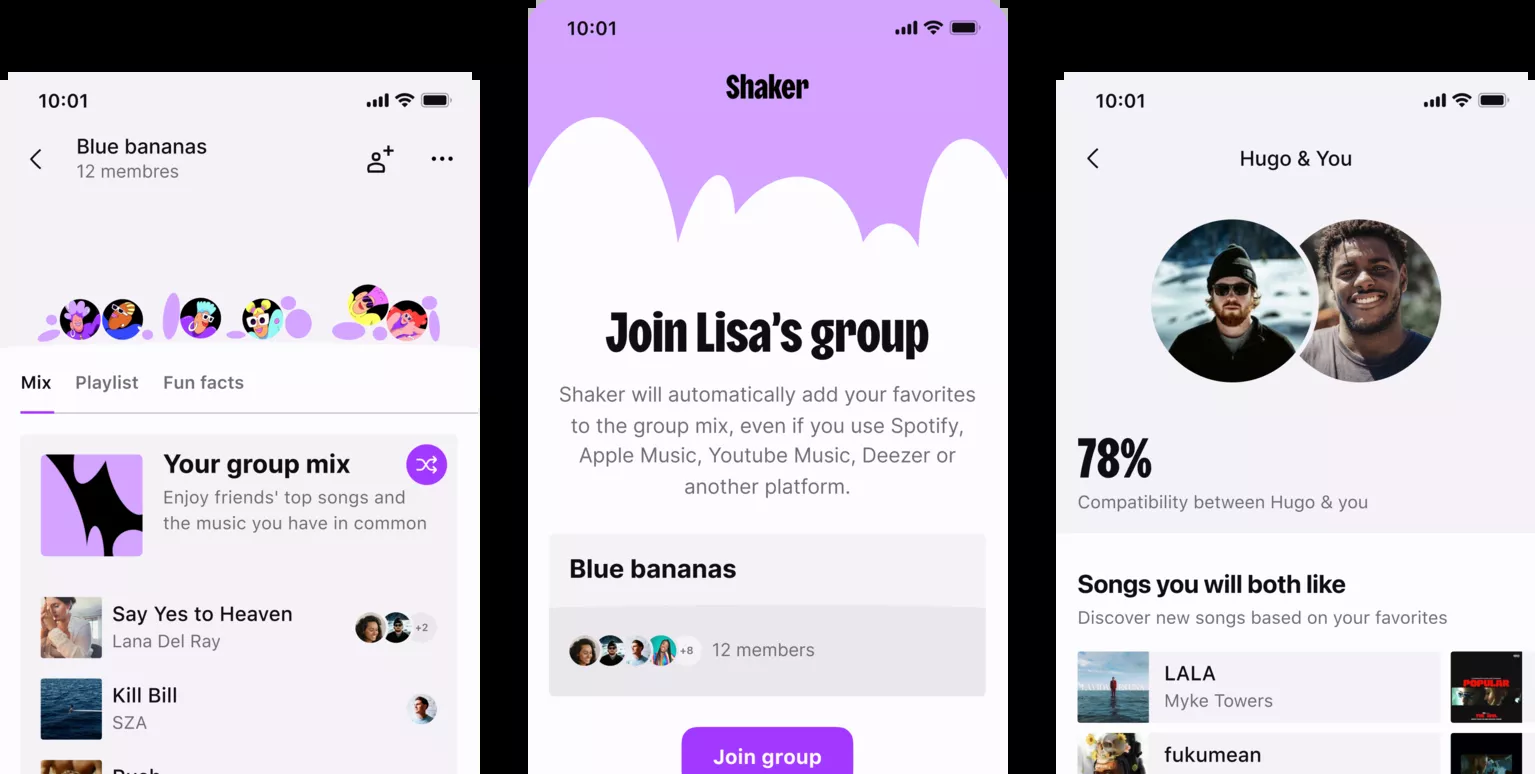 10:01
Blue bananas
12 membres
Mix Playlist Fun facts
Your group mix
Enjoy friends' top songs and
the music you have in common
Say Yes to Heaven
Lana Del Ray
+2
Kill Bill
SZA
10:01
Shaker
Join Lisa's group
Shaker will automatically add your favorites
to the group mix, even if you use Spotify,
Apple Music, Youtube Music, Deezer or
another platform.
Blue bananas
+8 12 members
Join group
10:01
Hugo & You
78%
Compatibility between Hugo & you
Songs you will both like
Discover new songs based on your favorites
LALA
Myke Towers
POPULAR
fukumean